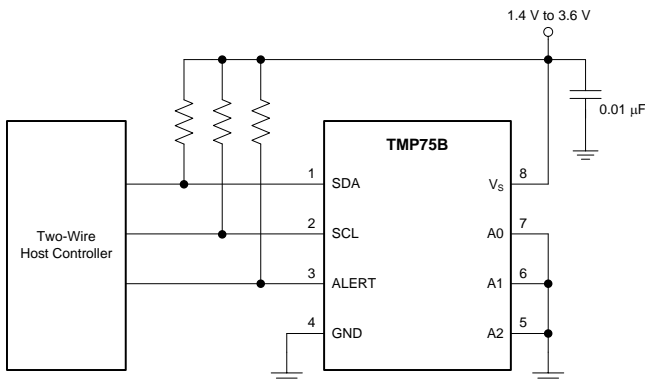 1.4 V to 3.6 V
0.01 µF
TMP75B
1 SDA
VS 8
2 SCL
A0 7
Two-Wire
Host Controller
3 ALERT
A1 6
4 GND
A2 5